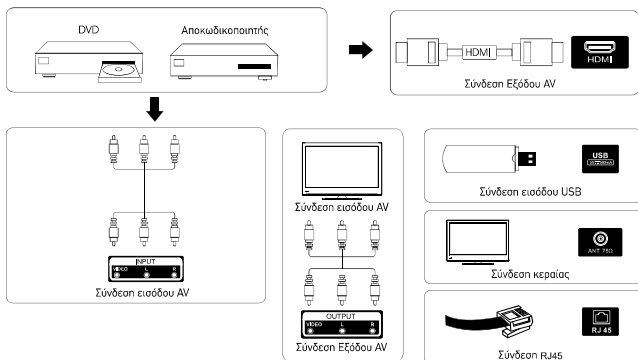 DVD
Αποκωδικοποιητής
HDMI
HDMI
Σύνδεση Εξόδου AV
INPUT
VIDEO L R
Σύνδεση εισόδου AV
Σύνδεση εισόδου AV
OUTPUT
VIDEO L R
Σύνδεση Εξόδου AV
USB
Σύνδεση εισόδου USB
ANT 75Ω
Σύνδεση κεραίας
RJ 45
Σύνδεση RJ45